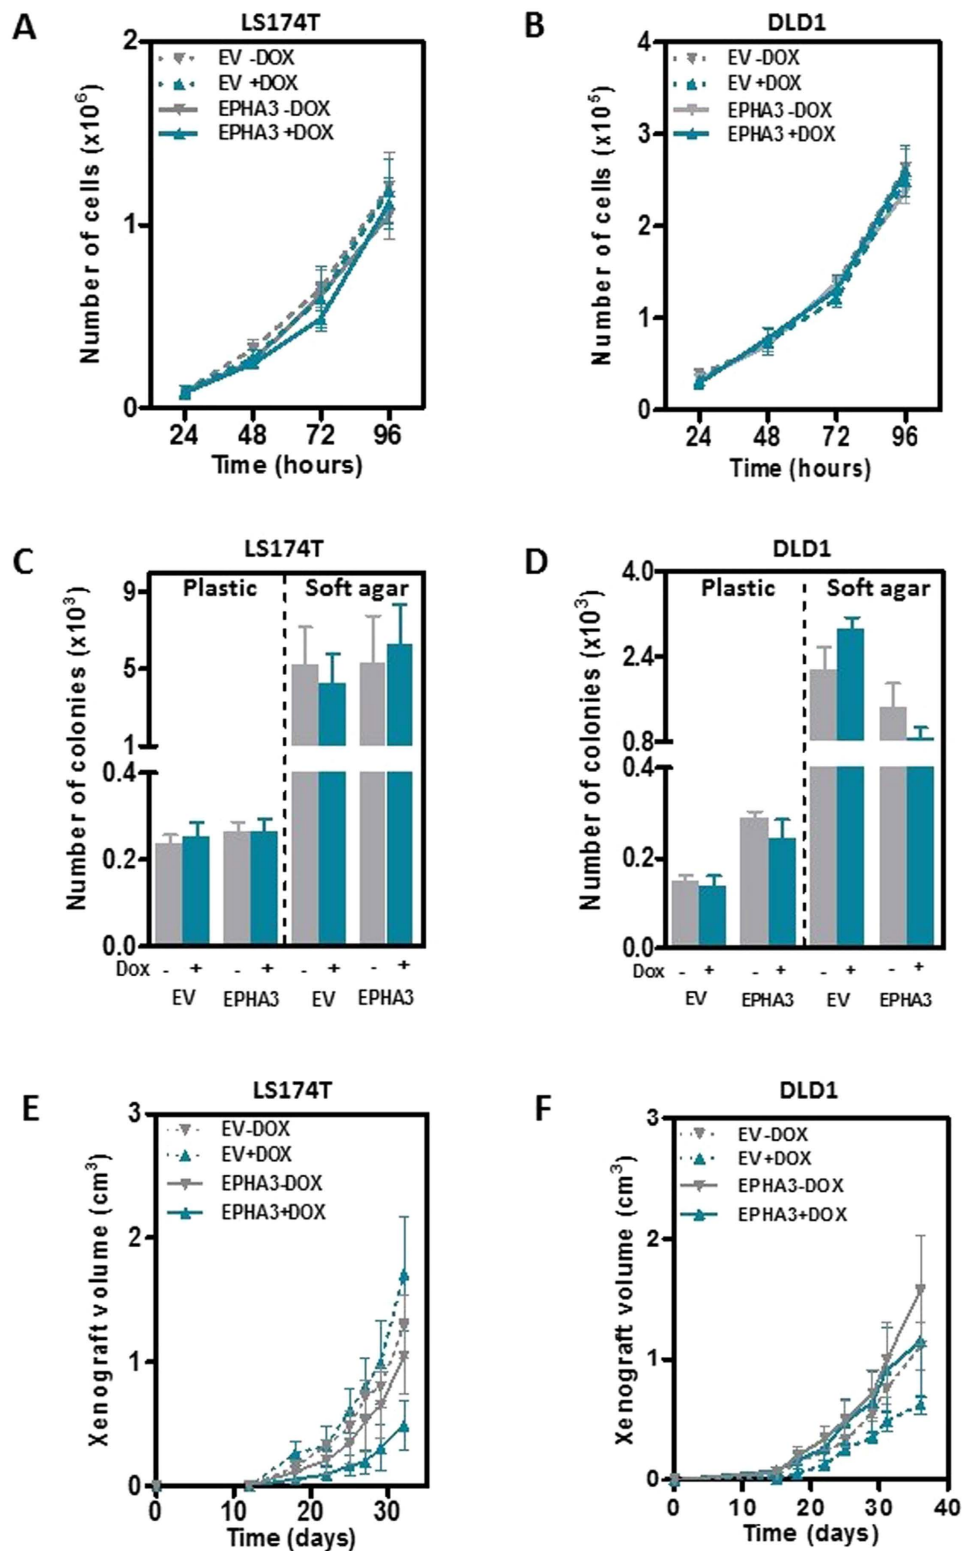 A
LS174T
EV -DOX
EV +DOX
EPHA3 -DOX
EPHA3 +DOX
Number of cells (x10⁶)
2
1
0
24 48 72 96
Time (hours)
B
DLD1
EV -DOX
EV +DOX
EPHA3 -DOX
EPHA3 +DOX
Number of cells (x10⁵)
4
3
2
1
0
24 48 72 96
Time (hours)
C
LS174T
Plastic Soft agar
Number of colonies (x10³)
9
5
1
0.4
0.2
0.0
Dox - + - + - + - +
EV EPHA3 EV EPHA3
D
DLD1
Plastic Soft agar
Number of colonies (x10³)
4.0
2.4
0.8
0.4
0.2
0.0
Dox - + - + - + - +
EV EPHA3 EV EPHA3
E
LS174T
EV-DOX
EV+DOX
EPHA3-DOX
EPHA3+DOX
Xenograft volume (cm³)
3
2
1
0
0 10 20 30
Time (days)
F
DLD1
EV-DOX
EV+DOX
EPHA3-DOX
EPHA3+DOX
Xenograft volume (cm³)
3
2
1
0
0 10 20 30 40
Time (days)